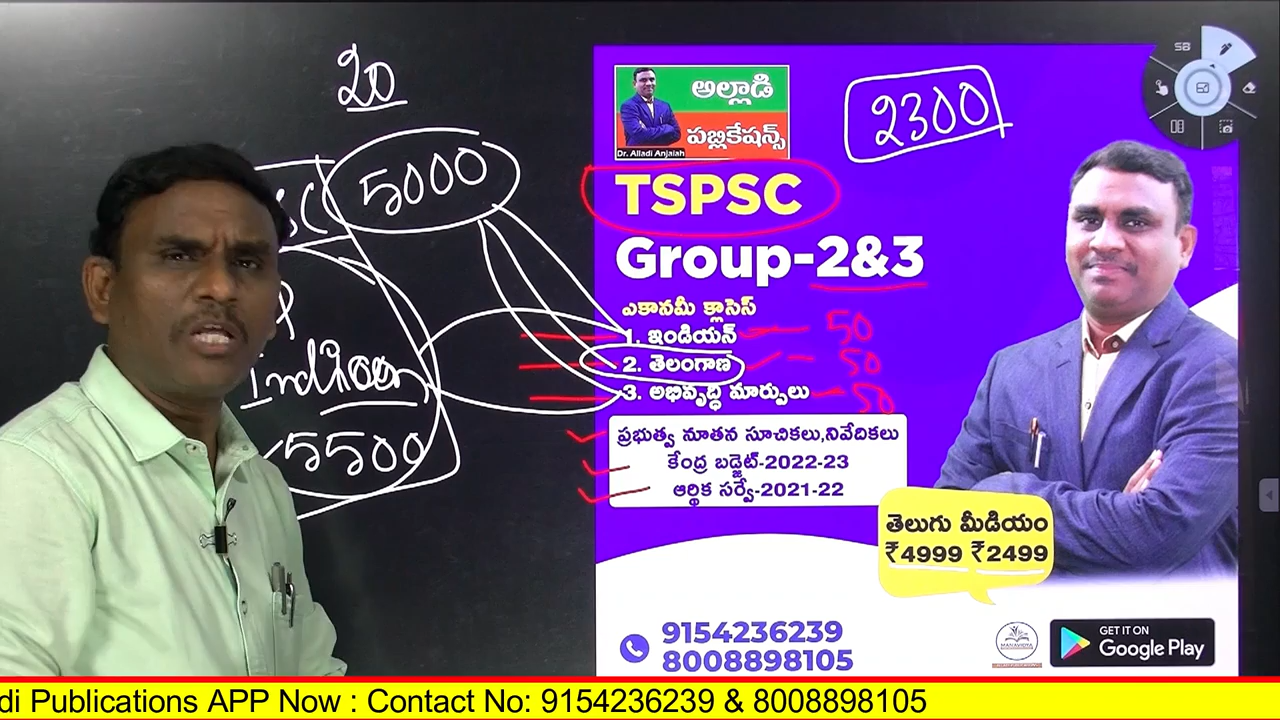 20
5000
Indian
5500
2300
అల్లాడి
పబ్లికేషన్స్
Dr. Alladi Anjaiah
TSPSC
Group-2&3
ఎకానమీ క్లాసెస్
1. ఇండియన్ 50
2. తెలంగాణ 50
3. అభివృద్ధి మార్పులు 50
ప్రభుత్వ నూతన సూచికలు,నివేదికలు
కేంద్ర బడ్జెట్-2022-23
ఆర్థిక సర్వే-2021-22
తెలుగు మీడియం
₹4999 ₹2499
9154236239
8008898105
GET IT ON
Google Play
di Publications APP Now : Contact No: 9154236239 & 8008898105